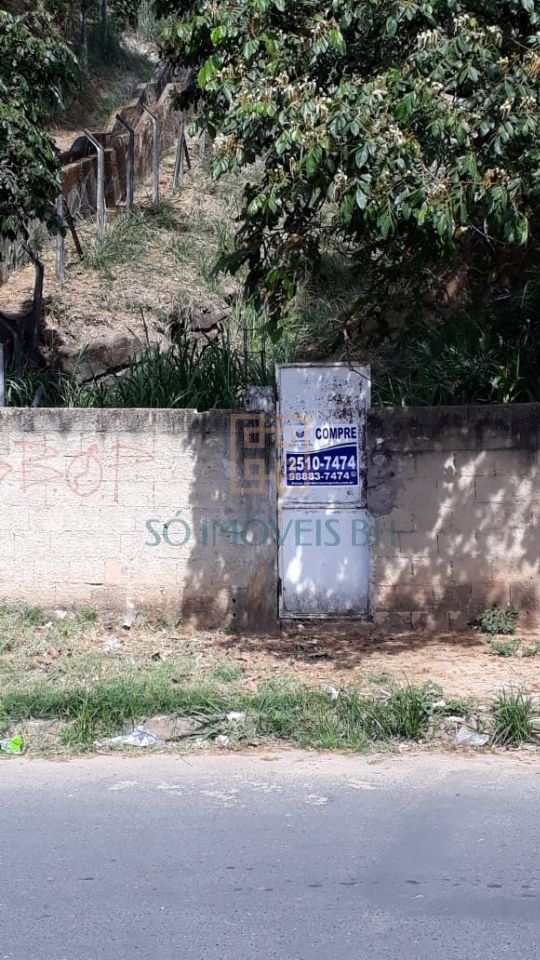 COMPRE
2510-7474
98883-7474
SÓ IMÓVEIS BH